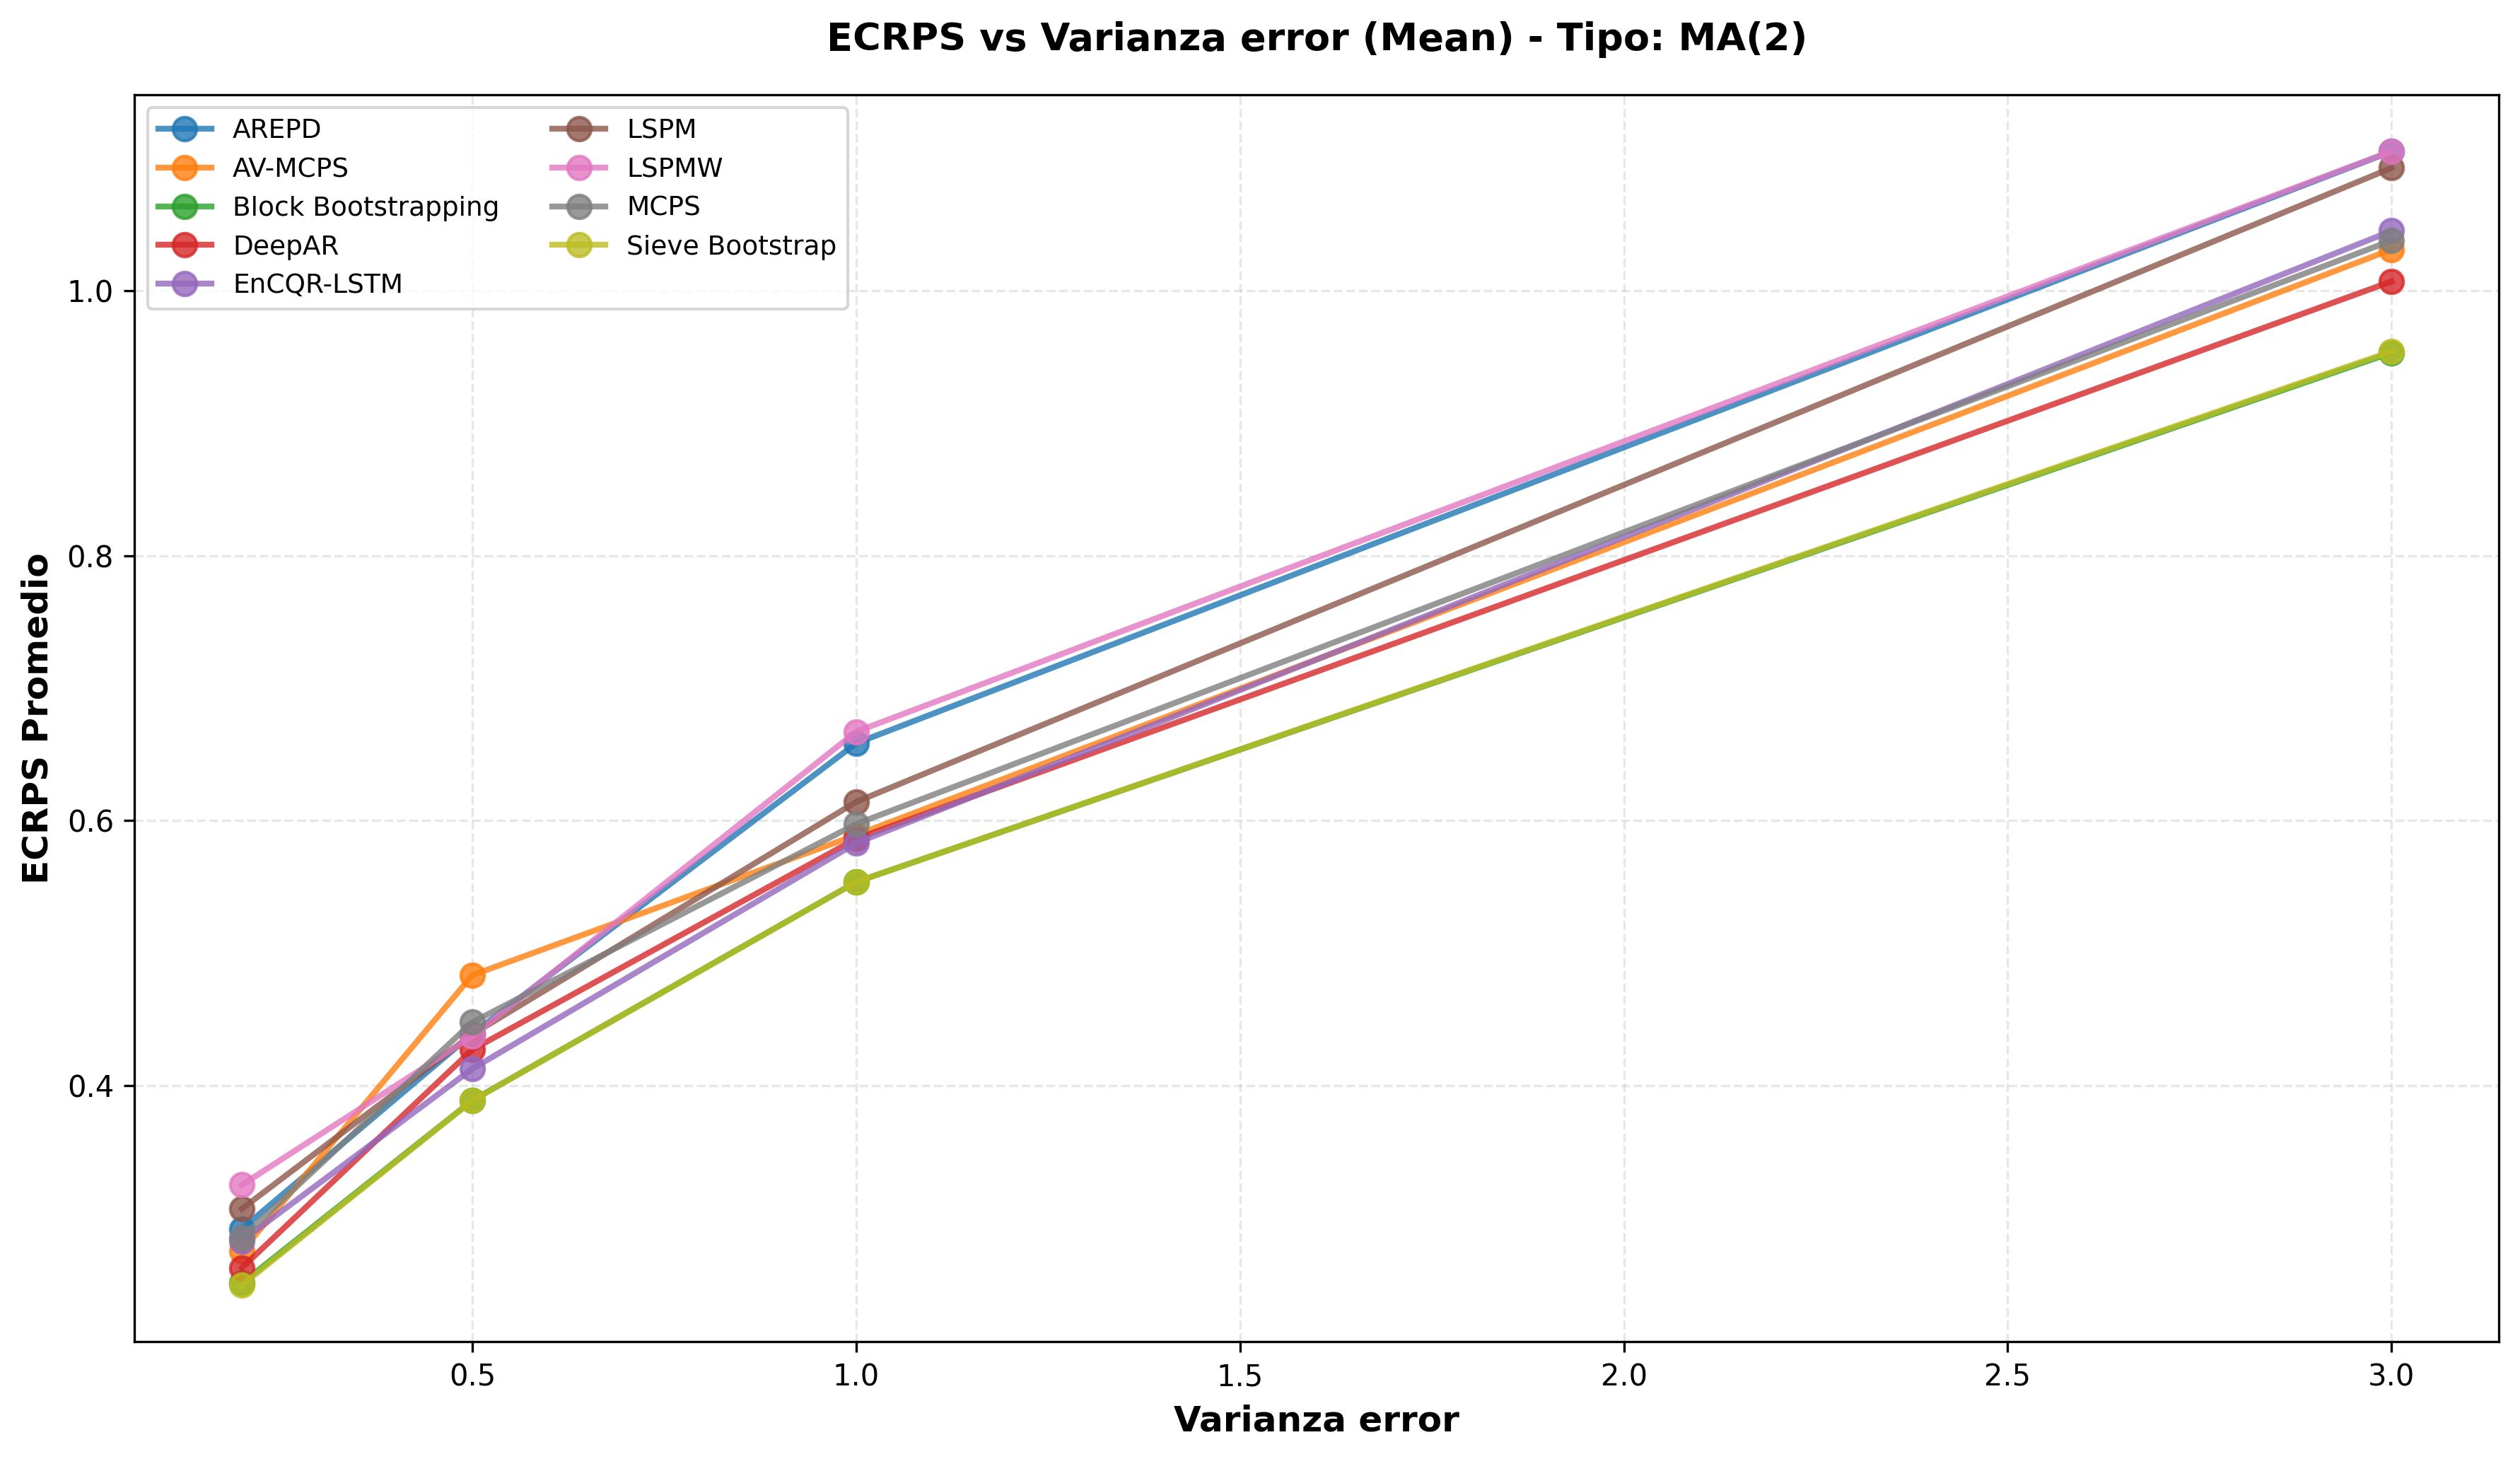 ECRPS vs Varianza error (Mean) - Tipo: MA(2)
AREPD
AV-MCPS
Block Bootstrapping
DeepAR
EnCQR-LSTM
LSPM
LSPMW
MCPS
Sieve Bootstrap
ECRPS Promedio
1.0
0.8
0.6
0.4
0.5
1.0
1.5
2.0
2.5
3.0
Varianza error